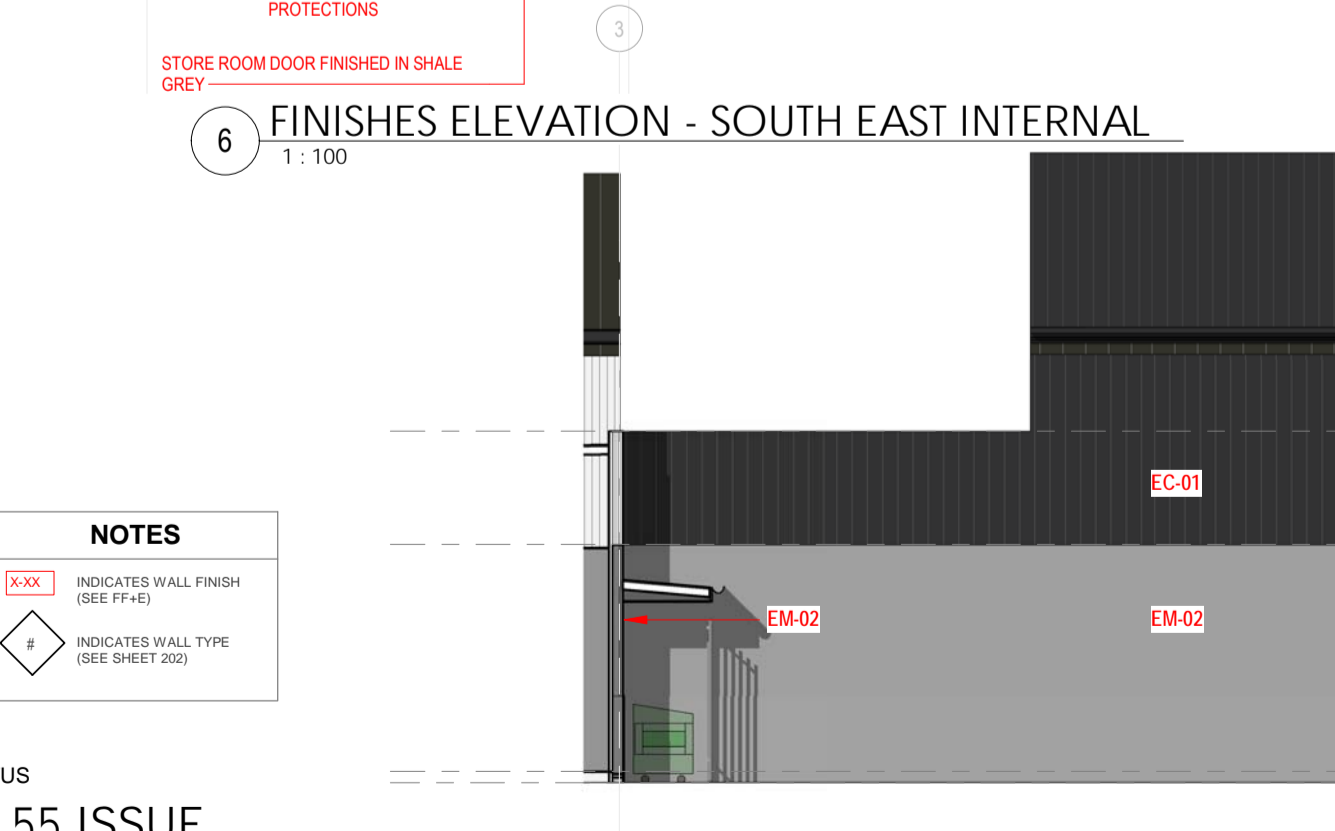 PROTECTIONS
STORE ROOM DOOR FINISHED IN SHALE
GREY
3
6
FINISHES ELEVATION - SOUTH EAST INTERNAL
1 : 100
EC-01
EM-02
EM-02
NOTES
X-XX
INDICATES WALL FINISH
(SEE FF+E)
#
INDICATES WALL TYPE
(SEE SHEET 202)
US
55 ISSUE